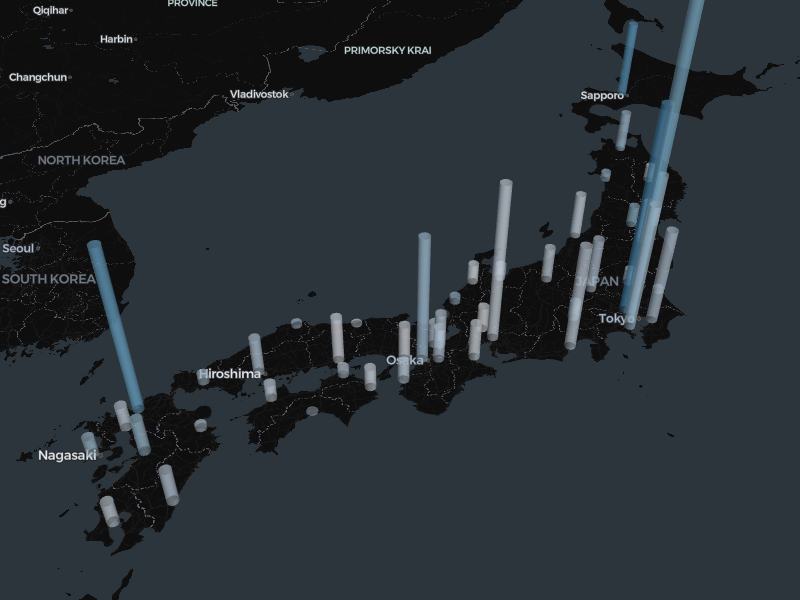 PROVINCE
Qiqihar
Harbin
PRIMORSKY KRAI
Changchun
Vladivostok
Sapporo
NORTH KOREA
g
Seoul
SOUTH KOREA
JAPAN
Tokyo
Osaka
Hiroshima
Nagasaki